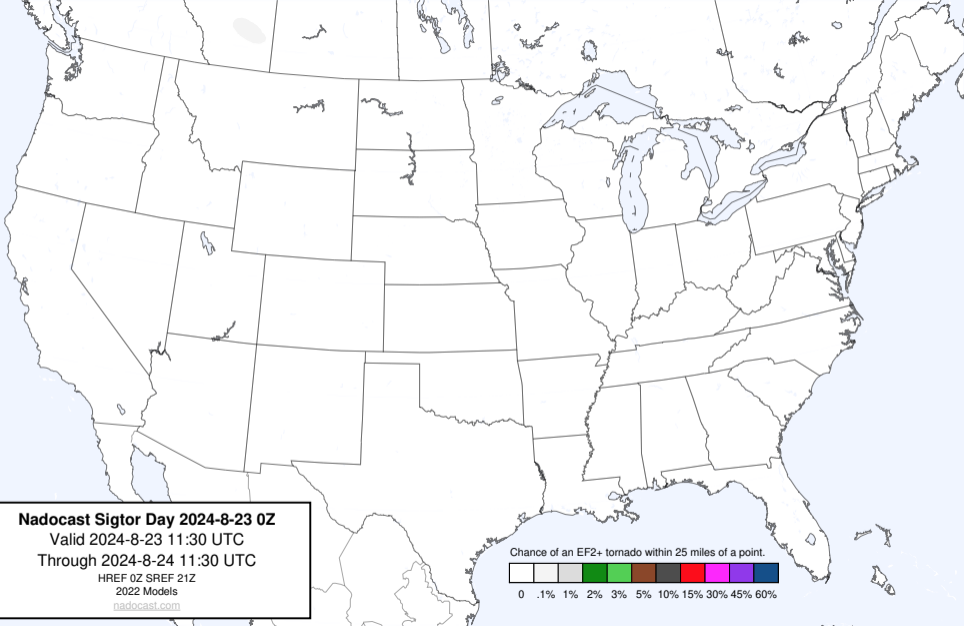 Nadocast Sigtor Day 2024-8-23 0Z
Valid 2024-8-23 11:30 UTC
Through 2024-8-24 11:30 UTC
HREF 0Z SREF 21Z
2022 Models
nadocast.com
Chance of an EF2+ tornado within 25 miles of a point.
0 .1% 1% 2% 3% 5% 10% 15% 30% 45% 60%